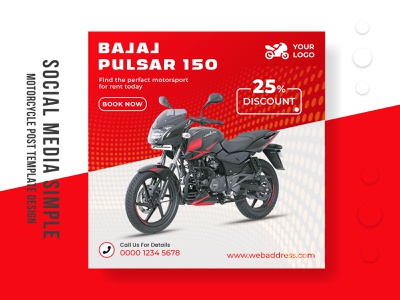 SOCIAL MEDIA SIMPLE
MOTORCYCLE POST TEMPLATE DESIGN
BAJAJ
PULSAR 150
Find the perfact motorsport
for rent today
BOOK NOW
YOUR
LOGO
25%
DISCOUNT
Call Us For Details
0000 1234 5678
www.webaddress.com